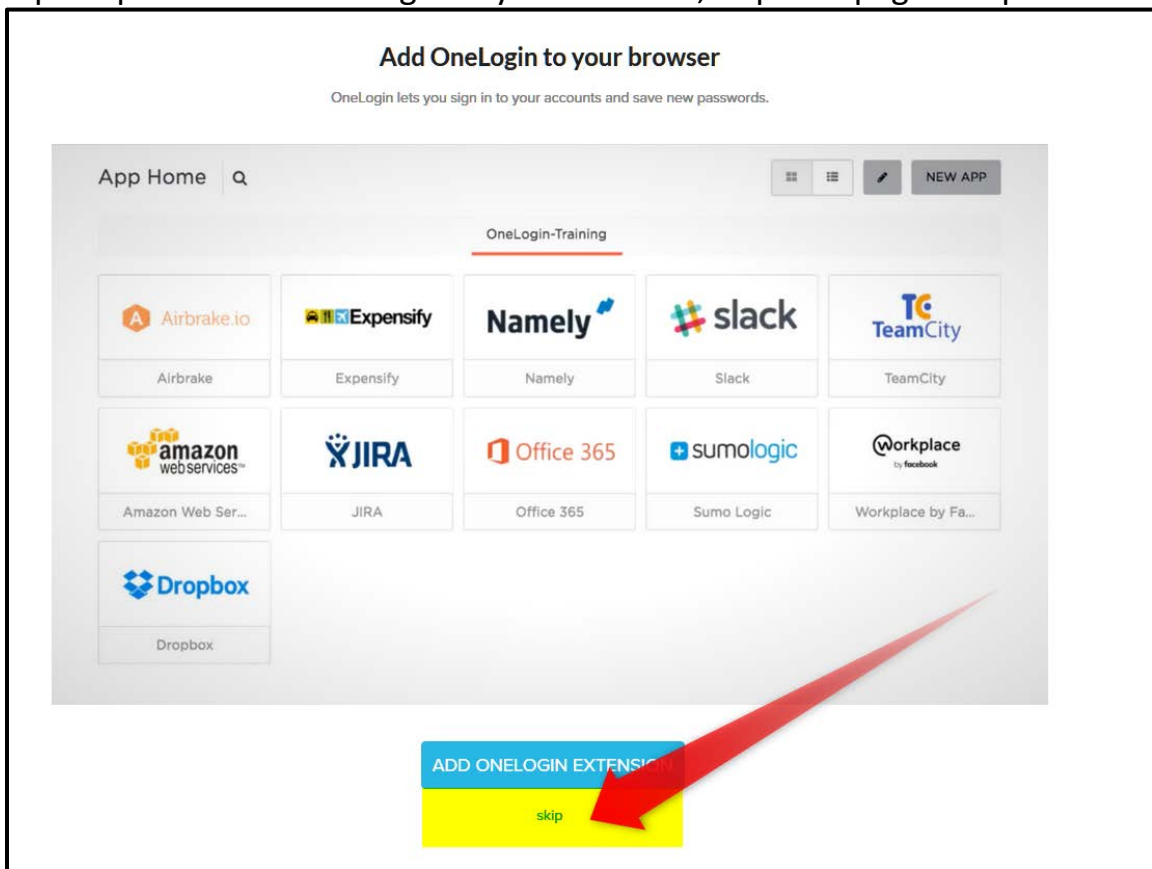 Add OneLogin to your browser
OneLogin lets you sign in to your accounts and save new passwords.
App Home
NEW APP
OneLogin-Training
Airbrake.io
Expensify
Namely
slack
TC
TeamCity
Airbrake
Expensify
Namely
Slack
TeamCity
amazon
webservices™
JIRA
Office 365
sumologic
Workplace
by facebook
Amazon Web Ser...
JIRA
Office 365
Sumo Logic
Workplace by Fa...
Dropbox
Dropbox
ADD ONELOGIN EXTENSION
skip